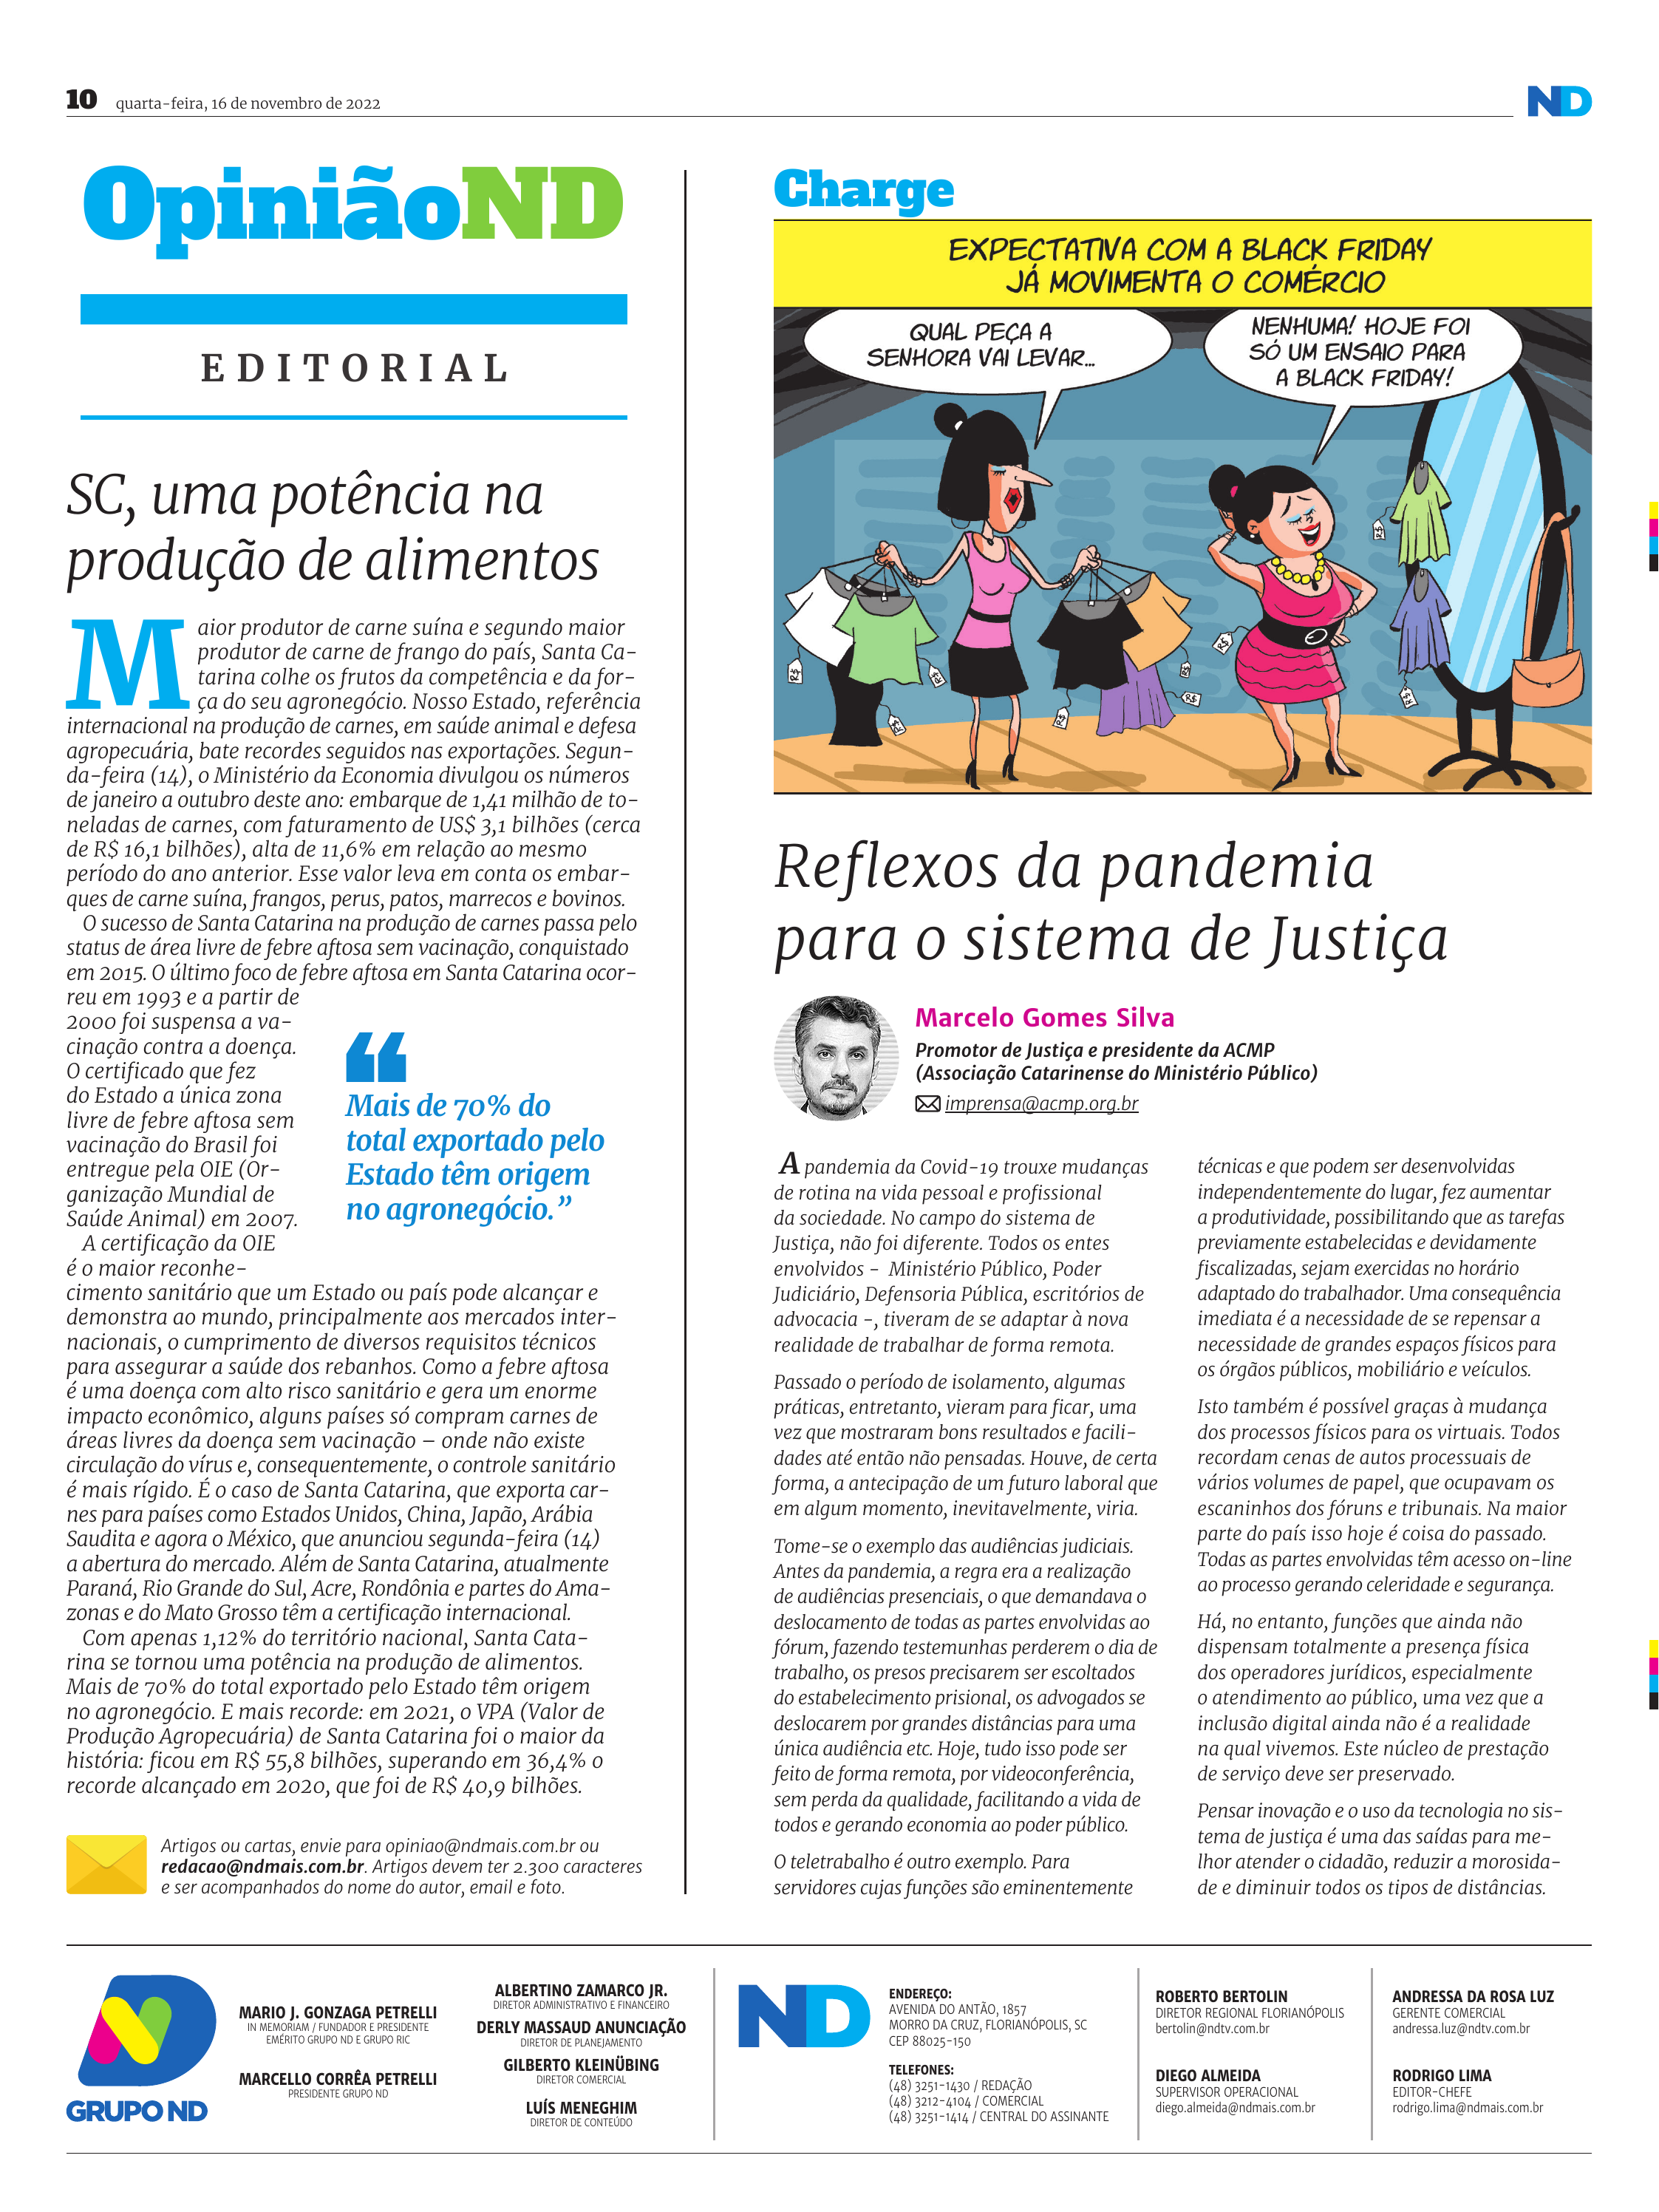 10 quarta-feira, 16 de novembro de 2022
ND
OpiniãoND
EDITORIAL
SC, uma potência na
produção de alimentos
Maior produtor de carne suína e segundo maior
produtor de carne de frango do país, Santa Ca-
tarina colhe os frutos da competência e da for-
ça do seu agronegócio. Nosso Estado, referência
internacional na produção de carnes, em saúde animal e defesa
agropecuária, bate recordes seguidos nas exportações. Segun-
da-feira (14), o Ministério da Economia divulgou os números
de janeiro a outubro deste ano: embarque de 1,41 milhão de to-
neladas de carnes, com faturamento de US$ 3,1 bilhões (cerca
de R$ 16,1 bilhões), alta de 11,6% em relação ao mesmo
período do ano anterior. Esse valor leva em conta os embar-
ques de carne suína, frangos, perus, patos, marrecos e bovinos.
O sucesso de Santa Catarina na produção de carnes passa pelo
status de área livre de febre aftosa sem vacinação, conquistado
em 2015. O último foco de febre aftosa em Santa Catarina ocor-
reu em 1993 e a partir de
2000 foi suspensa a va-
cinação contra a doença.
O certificado que fez
do Estado a única zona
livre de febre aftosa sem
vacinação do Brasil foi
entregue pela OIE (Or-
ganização Mundial de
Saúde Animal) em 2007.
A certificação da OIE
é o maior reconhe-
cimento sanitário que um Estado ou país pode alcançar e
demonstra ao mundo, principalmente aos mercados inter-
nacionais, o cumprimento de diversos requisitos técnicos
para assegurar a saúde dos rebanhos. Como a febre aftosa
é uma doença com alto risco sanitário e gera um enorme
impacto econômico, alguns países só compram carnes de
áreas livres da doença sem vacinação – onde não existe
circulação do vírus e, consequentemente, o controle sanitário
é mais rígido. É o caso de Santa Catarina, que exporta car-
nes para países como Estados Unidos, China, Japão, Arábia
Saudita e agora o México, que anunciou segunda-feira (14)
a abertura do mercado. Além de Santa Catarina, atualmente
Paraná, Rio Grande do Sul, Acre, Rondônia e partes do Ama-
zonas e do Mato Grosso têm a certificação internacional.
Com apenas 1,12% do território nacional, Santa Cata-
rina se tornou uma potência na produção de alimentos.
Mais de 70% do total exportado pelo Estado têm origem
no agronegócio. E mais recorde: em 2021, o VPA (Valor de
Produção Agropecuária) de Santa Catarina foi o maior da
história: ficou em R$ 55,8 bilhões, superando em 36,4% o
recorde alcançado em 2020, que foi de R$ 40,9 bilhões.
“
Mais de 70% do
total exportado pelo
Estado têm origem
no agronegócio.”
Artigos ou cartas, envie para opiniao@ndmais.com.br ou
redacao@ndmais.com.br. Artigos devem ter 2.300 caracteres
e ser acompanhados do nome do autor, email e foto.
Charge
EXPECTATIVA COM A BLACK FRIDAY
JÁ MOVIMENTA O COMÉRCIO
QUAL PEÇA A
SENHORA VAI LEVAR...
NENHUMA! HOJE FOI
SÓ UM ENSAIO PARA
A BLACK FRIDAY!
R$
R$
R$
R$
R$
R$
R$
R$
R$
Reflexos da pandemia
para o sistema de Justiça
Marcelo Gomes Silva
Promotor de Justiça e presidente da ACMP
(Associação Catarinense do Ministério Público)
imprensa@acmp.org.br
A pandemia da Covid-19 trouxe mudanças
de rotina na vida pessoal e profissional
da sociedade. No campo do sistema de
Justiça, não foi diferente. Todos os entes
envolvidos - Ministério Público, Poder
Judiciário, Defensoria Pública, escritórios de
advocacia -, tiveram de se adaptar à nova
realidade de trabalhar de forma remota.
Passado o período de isolamento, algumas
práticas, entretanto, vieram para ficar, uma
vez que mostraram bons resultados e facili-
dades até então não pensadas. Houve, de certa
forma, a antecipação de um futuro laboral que
em algum momento, inevitavelmente, viria.
Tome-se o exemplo das audiências judiciais.
Antes da pandemia, a regra era a realização
de audiências presenciais, o que demandava o
deslocamento de todas as partes envolvidas ao
fórum, fazendo testemunhas perderem o dia de
trabalho, os presos precisarem ser escoltados
do estabelecimento prisional, os advogados se
deslocarem por grandes distâncias para uma
única audiência etc. Hoje, tudo isso pode ser
feito de forma remota, por videoconferência,
sem perda da qualidade, facilitando a vida de
todos e gerando economia ao poder público.
O teletrabalho é outro exemplo. Para
servidores cujas funções são eminentemente
técnicas e que podem ser desenvolvidas
independentemente do lugar, fez aumentar
a produtividade, possibilitando que as tarefas
previamente estabelecidas e devidamente
fiscalizadas, sejam exercidas no horário
adaptado do trabalhador. Uma consequência
imediata é a necessidade de se repensar a
necessidade de grandes espaços físicos para
os órgãos públicos, mobiliário e veículos.
Isto também é possível graças à mudança
dos processos físicos para os virtuais. Todos
recordam cenas de autos processuais de
vários volumes de papel, que ocupavam os
escaninhos dos fóruns e tribunais. Na maior
parte do país isso hoje é coisa do passado.
Todas as partes envolvidas têm acesso on-line
ao processo gerando celeridade e segurança.
Há, no entanto, funções que ainda não
dispensam totalmente a presença física
dos operadores jurídicos, especialmente
o atendimento ao público, uma vez que a
inclusão digital ainda não é a realidade
na qual vivemos. Este núcleo de prestação
de serviço deve ser preservado.
Pensar inovação e o uso da tecnologia no sis-
tema de justiça é uma das saídas para me-
lhor atender o cidadão, reduzir a morosida-
de e diminuir todos os tipos de distâncias.
GRUPO ND
MARIO J. GONZAGA PETRELLI
IN MEMORIAM / FUNDADOR E PRESIDENTE
EMÉRITO GRUPO ND E GRUPO RIC
MARCELLO CORRÊA PETRELLI
PRESIDENTE GRUPO ND
ALBERTINO ZAMARCO JR.
DIRETOR ADMINISTRATIVO E FINANCEIRO
DERLY MASSAUD ANUNCIAÇÃO
DIRETOR DE PLANEJAMENTO
GILBERTO KLEINÜBING
DIRETOR COMERCIAL
LUÍS MENEGHIM
DIRETOR DE CONTEÚDO
ND
ENDEREÇO:
AVENIDA DO ANTÃO, 1857
MORRO DA CRUZ, FLORIANÓPOLIS, SC
CEP 88025-150
TELEFONES:
(48) 3251-1430 / REDAÇÃO
(48) 3212-4104 / COMERCIAL
(48) 3251-1414 / CENTRAL DO ASSINANTE
ROBERTO BERTOLIN
DIRETOR REGIONAL FLORIANÓPOLIS
bertolin@ndtv.com.br
DIEGO ALMEIDA
SUPERVISOR OPERACIONAL
diego.almeida@ndmais.com.br
ANDRESSA DA ROSA LUZ
GERENTE COMERCIAL
andressa.luz@ndtv.com.br
RODRIGO LIMA
EDITOR-CHEFE
rodrigo.lima@ndmais.com.br